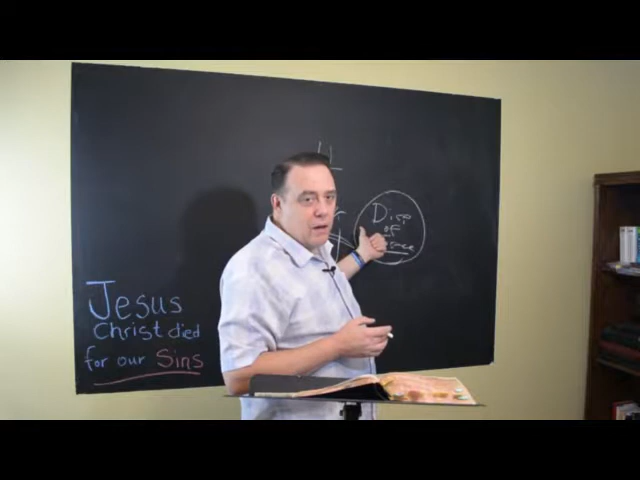 Disp
of
Jesus
Christ died
for our Sins